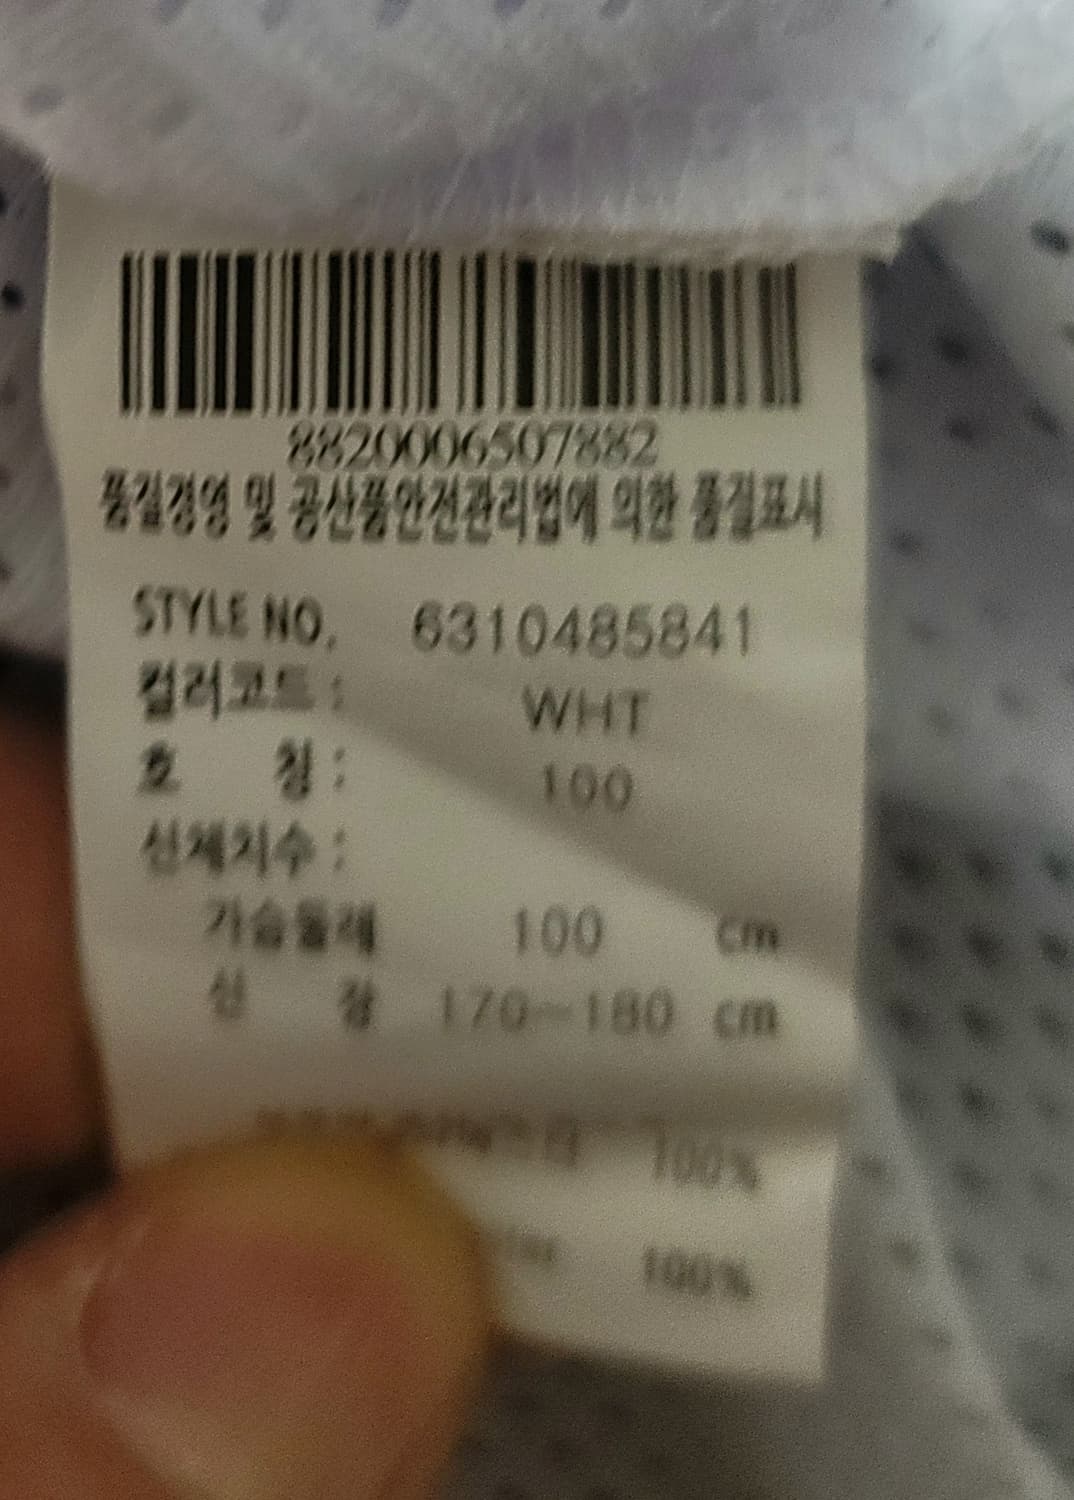 8820006507882
품질경영 및 공산품안전관리법에 의한 품질표시
STYLE NO. 6310485841
컬러코드 : WHT
호 칭 : 100
신체치수 :
가슴둘레 100 cm
신 장 170-180 cm
100%
100%